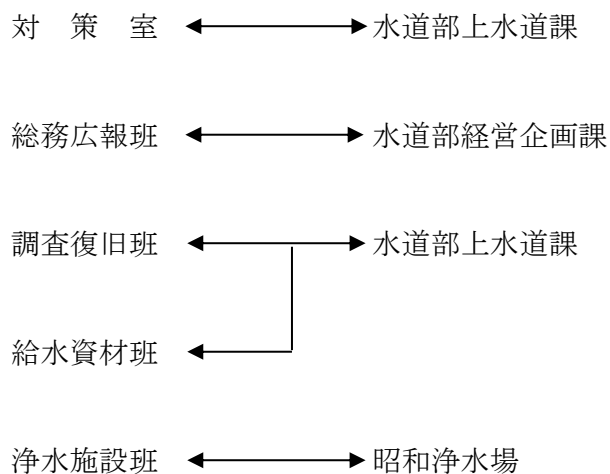 対　策　室 水道部上水道課
総務広報班 水道部経営企画課
調査復旧班 水道部上水道課
給水資材班
浄水施設班 昭和浄水場